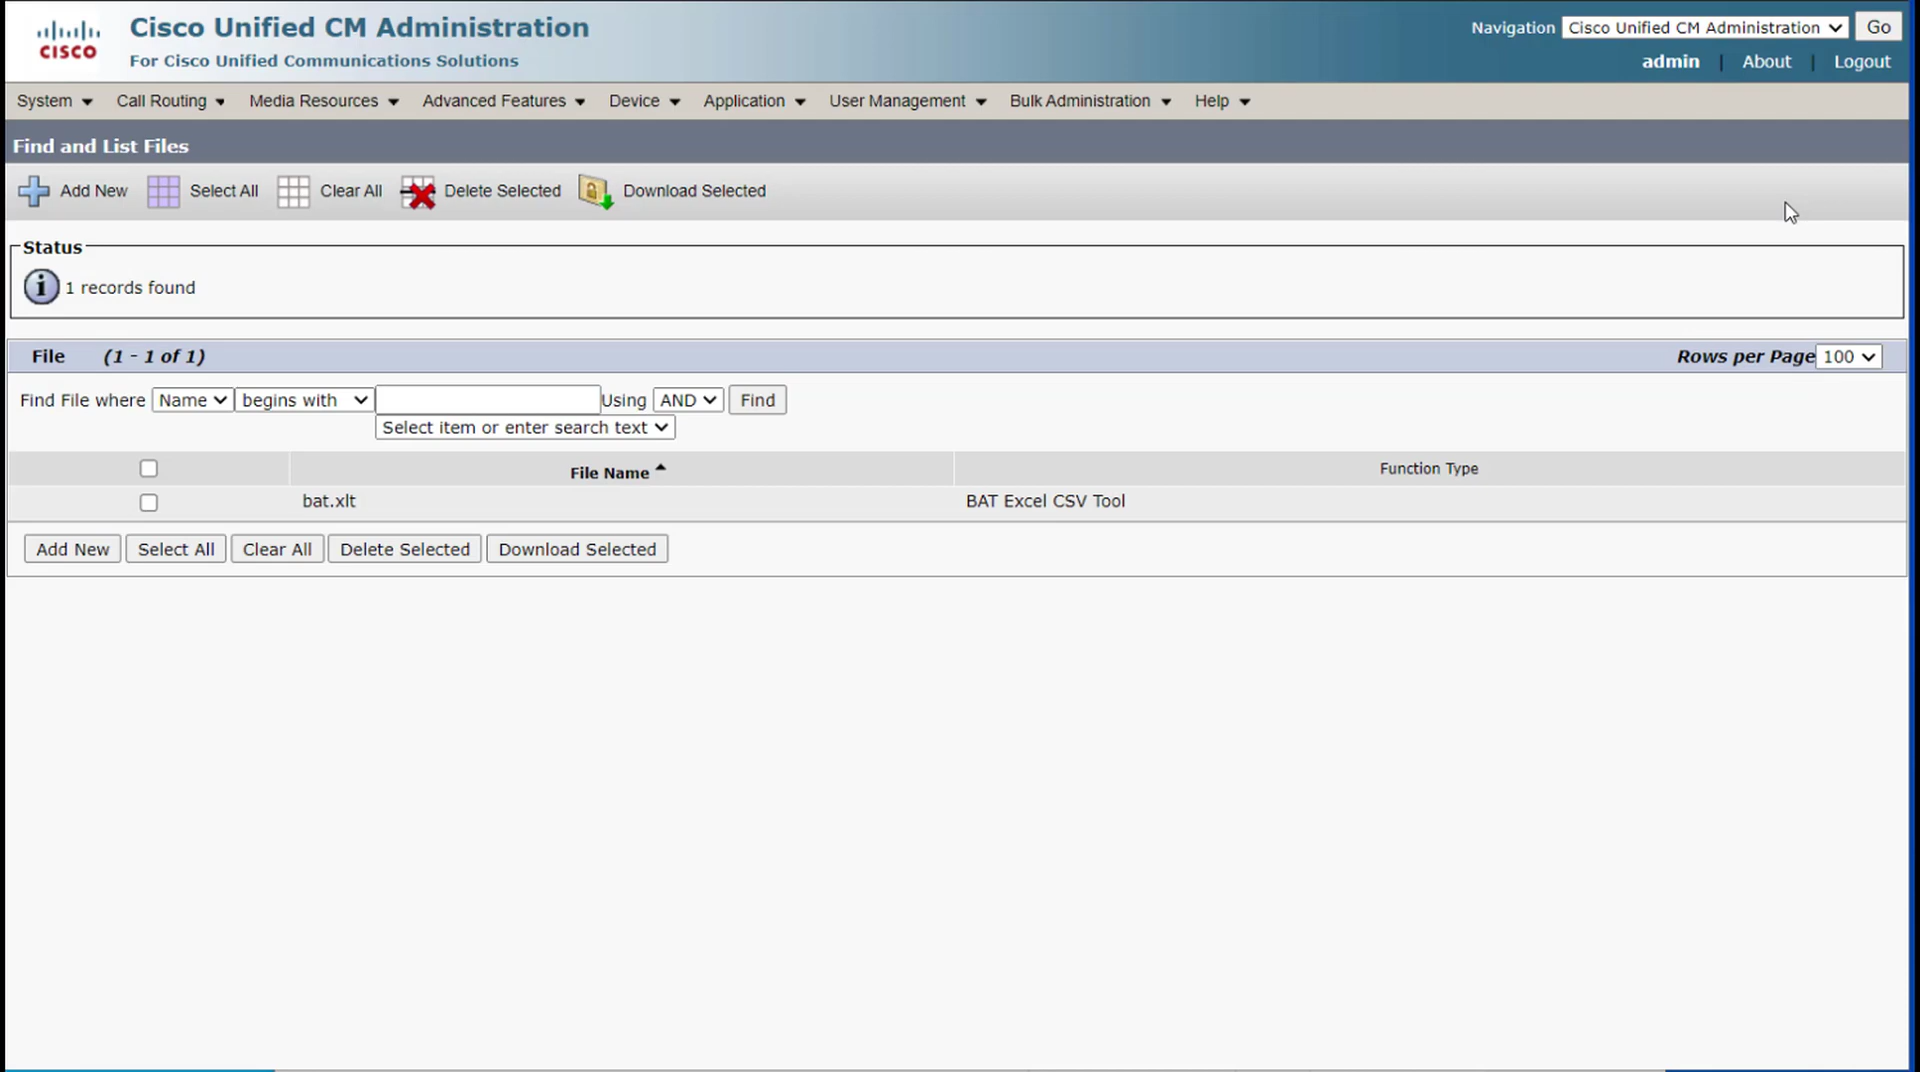 Cisco Unified CM Administration
For Cisco Unified Communications Solutions
CISCO
Navigation Cisco Unified CM Administration Go
admin | About | Logout
System Call Routing Media Resources Advanced Features Device Application User Management Bulk Administration Help
Find and List Files
Add New Select All Clear All Delete Selected Download Selected
Status
1 records found
File (1 - 1 of 1) Rows per Page 100
Find File where Name begins with Using AND Find
Select item or enter search text
File Name Function Type
bat.xlt BAT Excel CSV Tool
Add New Select All Clear All Delete Selected Download Selected